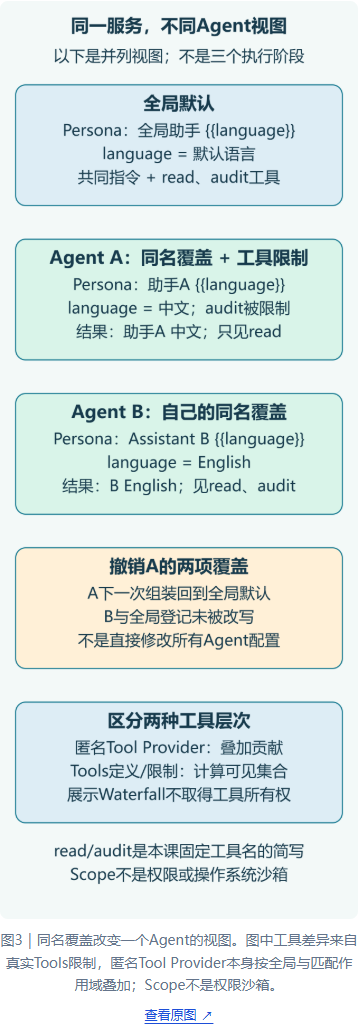 同一服务，不同Agent视图
以下是并列视图；不是三个执行阶段
全局默认
Persona：全局助手 {{language}}
language = 默认语言
共同指令 + read、audit工具
Agent A：同名覆盖 + 工具限制
Persona：助手A {{language}}
language = 中文；audit被限制
结果：助手A 中文；只见read
Agent B：自己的同名覆盖
Persona：Assistant B {{language}}
language = English
结果：B English；见read、audit
撤销A的两项覆盖
A下一次组装回到全局默认
B与全局登记未被改写
不是直接修改所有Agent配置
区分两种工具层次
匿名Tool Provider：叠加贡献
Tools定义/限制：计算可见集合
展示Waterfall不取得工具所有权
read/audit是本课固定工具名的简写
Scope不是权限或操作系统沙箱
图3｜同名覆盖改变一个Agent的视图。图中工具差异来自
真实Tools限制，匿名Tool Provider本身按全局与匹配作
用域叠加；Scope不是权限沙箱。
查看原图 ↗